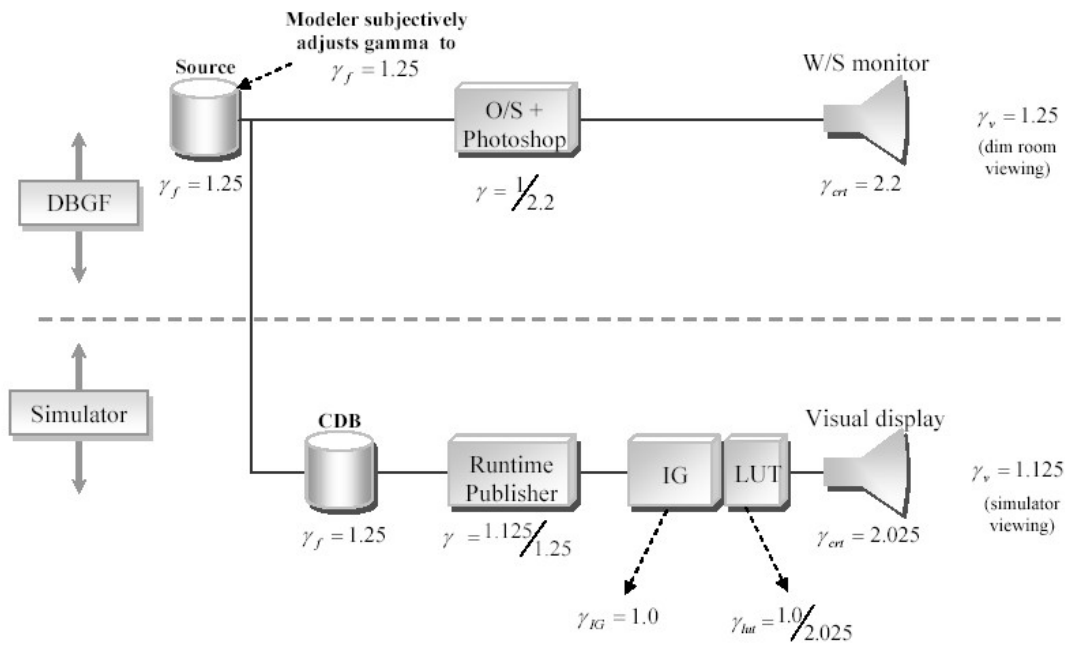 Modeler subjectively
adjusts gamma to
γf = 1.25
Source
W/S monitor
O/S +
Photoshop
γv = 1.25
(dim room
viewing)
γf = 1.25
γ = 1/2.2
γcrt = 2.2
DBGF
Simulator
CDB
Visual display
Runtime
Publisher
IG
LUT
γv = 1.125
(simulator
viewing)
γf = 1.25
γ = 1.125/1.25
γcrt = 2.025
γIG = 1.0
γlut = 1.0/2.025